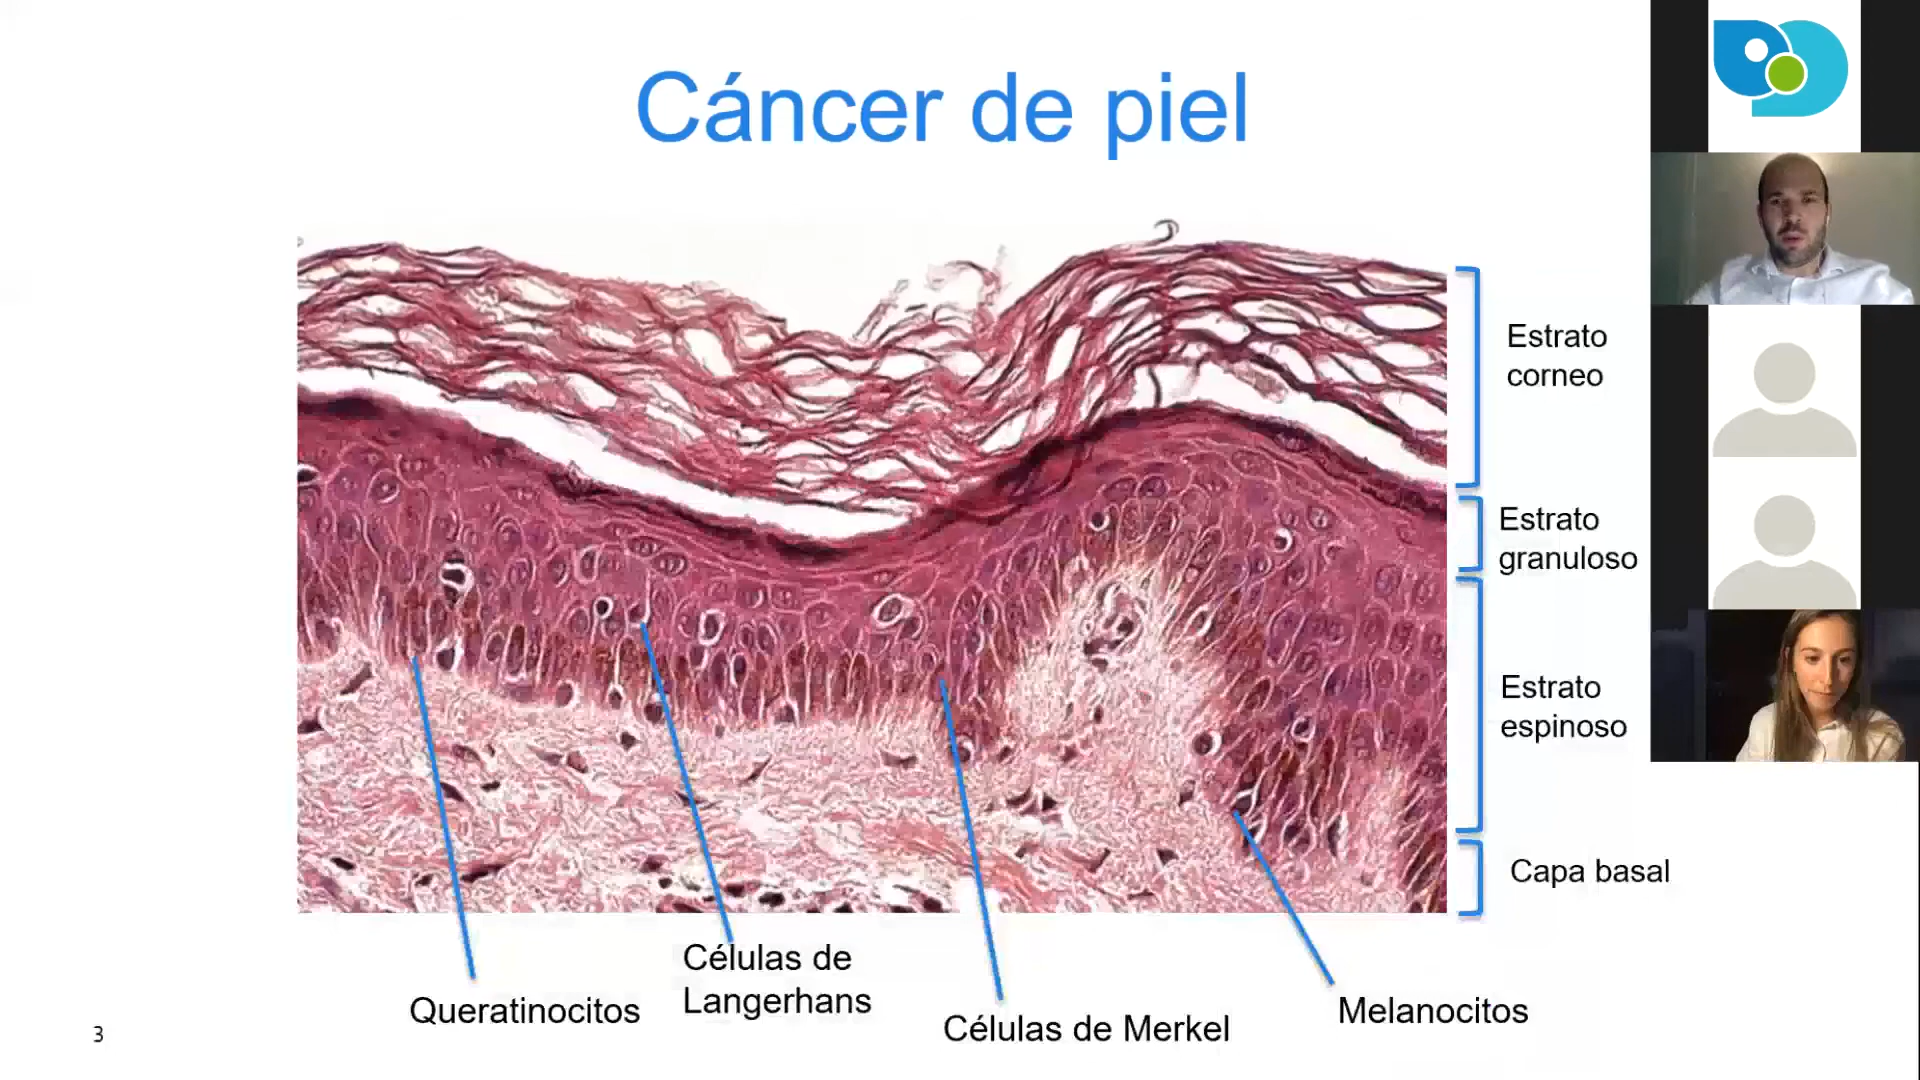 Cáncer de piel
Estrato
corneo
Estrato
granuloso
Estrato
espinoso
Capa basal
Células de
Langerhans
Queratinocitos
Células de Merkel
Melanocitos
3